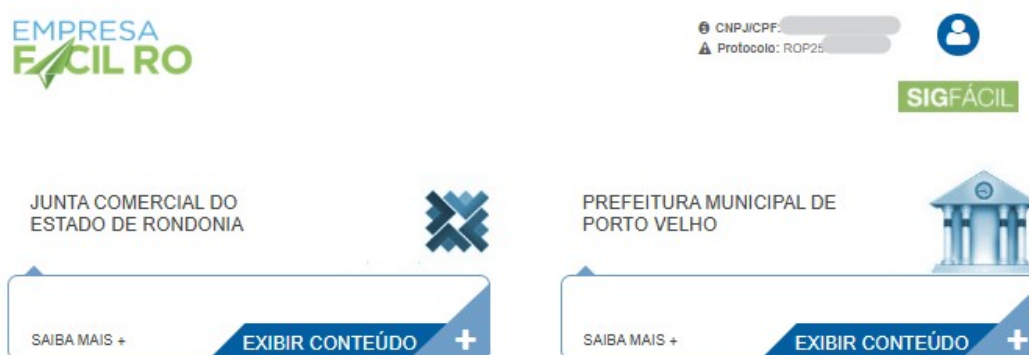 EMPRESA
FÁCIL RO
CNPJ/CPF:
Protocolo: ROP25
SIGFÁCIL
JUNTA COMERCIAL DO
ESTADO DE RONDONIA
SAIBA MAIS +
EXIBIR CONTEÚDO +
PREFEITURA MUNICIPAL DE
PORTO VELHO
SAIBA MAIS +
EXIBIR CONTEÚDO +